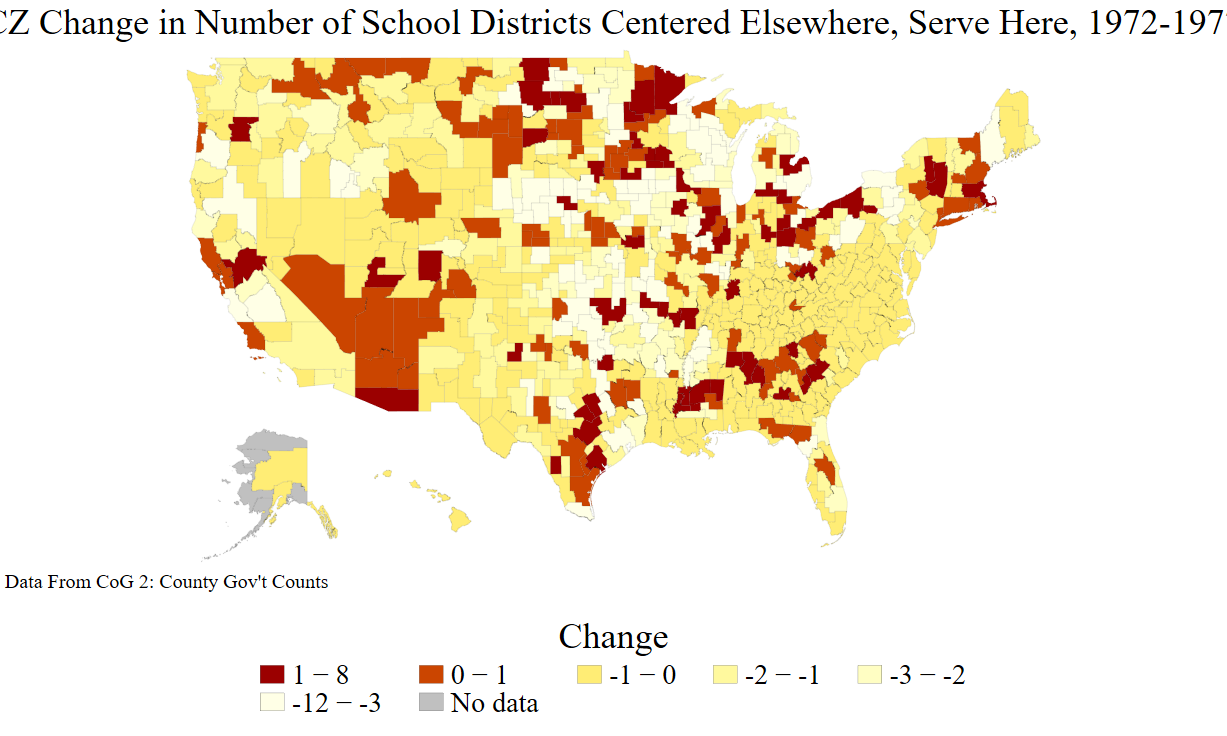 CZ Change in Number of School Districts Centered Elsewhere, Serve Here, 1972-197
Data From CoG 2: County Gov't Counts
Change
1 − 8 0 − 1 -1 − 0 -2 − -1 -3 − -2
-12 − -3 No data